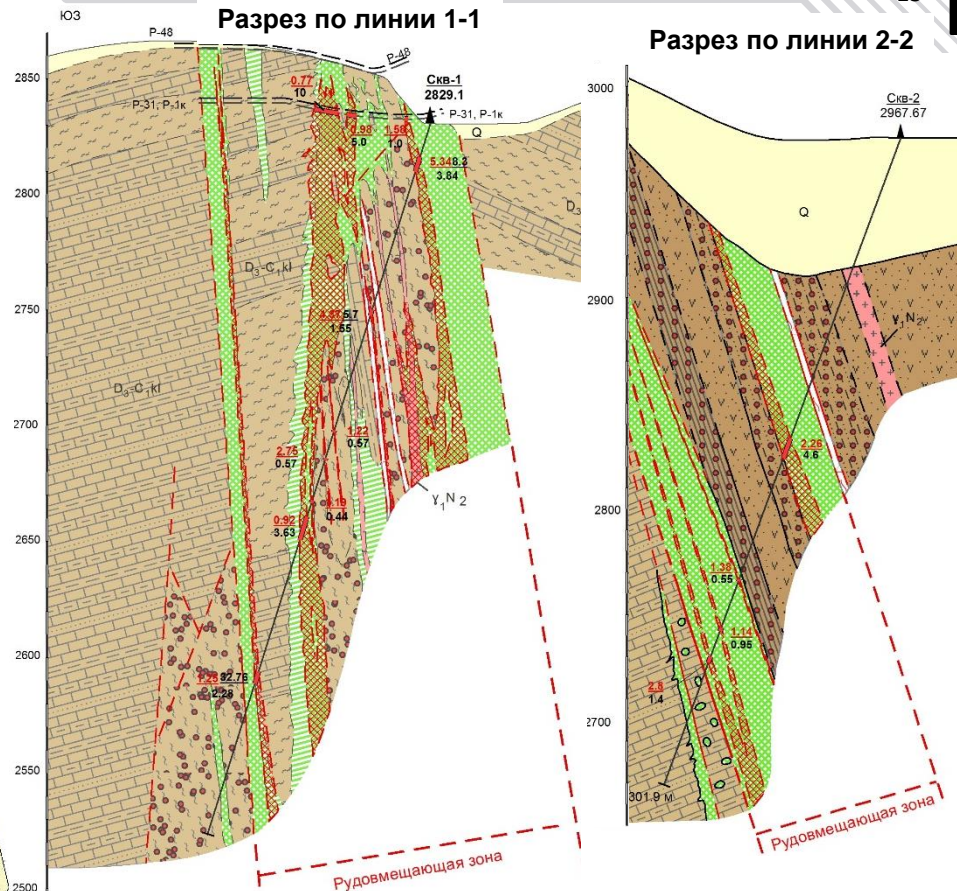 Разрез по линии 1-1
ЮЗ
Р-48
Р-48
Скв-1
2829.1
Р-31, Р-1к
Р-31, Р-1к
Q
2850
2800
2750
2700
2650
2600
2550
2500
0.77
10
0.98
5.0
1.58
1.0
5.34 8.3
3.84
D₃
D₃-C₁kl
D₃-C₁kl
5.7
1.55
1.22
0.57
2.75
0.57
0.44
0.92
3.63
γ₁N₂
32.76
2.28
Рудовмещающая зона
Разрез по линии 2-2
3000
2900
2800
2700
Скв-2
2967.67
Q
γ₁N₂
2.26
4.6
1.38
0.55
1.14
0.95
2.8
1.4
301.9 м
Рудовмещающая зона